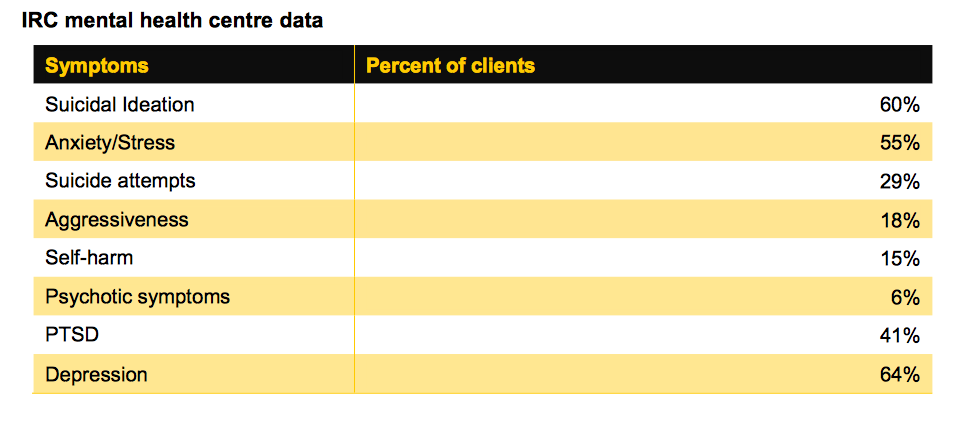 IRC mental health centre data
Symptoms Percent of clients
Suicidal Ideation 60%
Anxiety/Stress 55%
Suicide attempts 29%
Aggressiveness 18%
Self-harm 15%
Psychotic symptoms 6%
PTSD 41%
Depression 64%